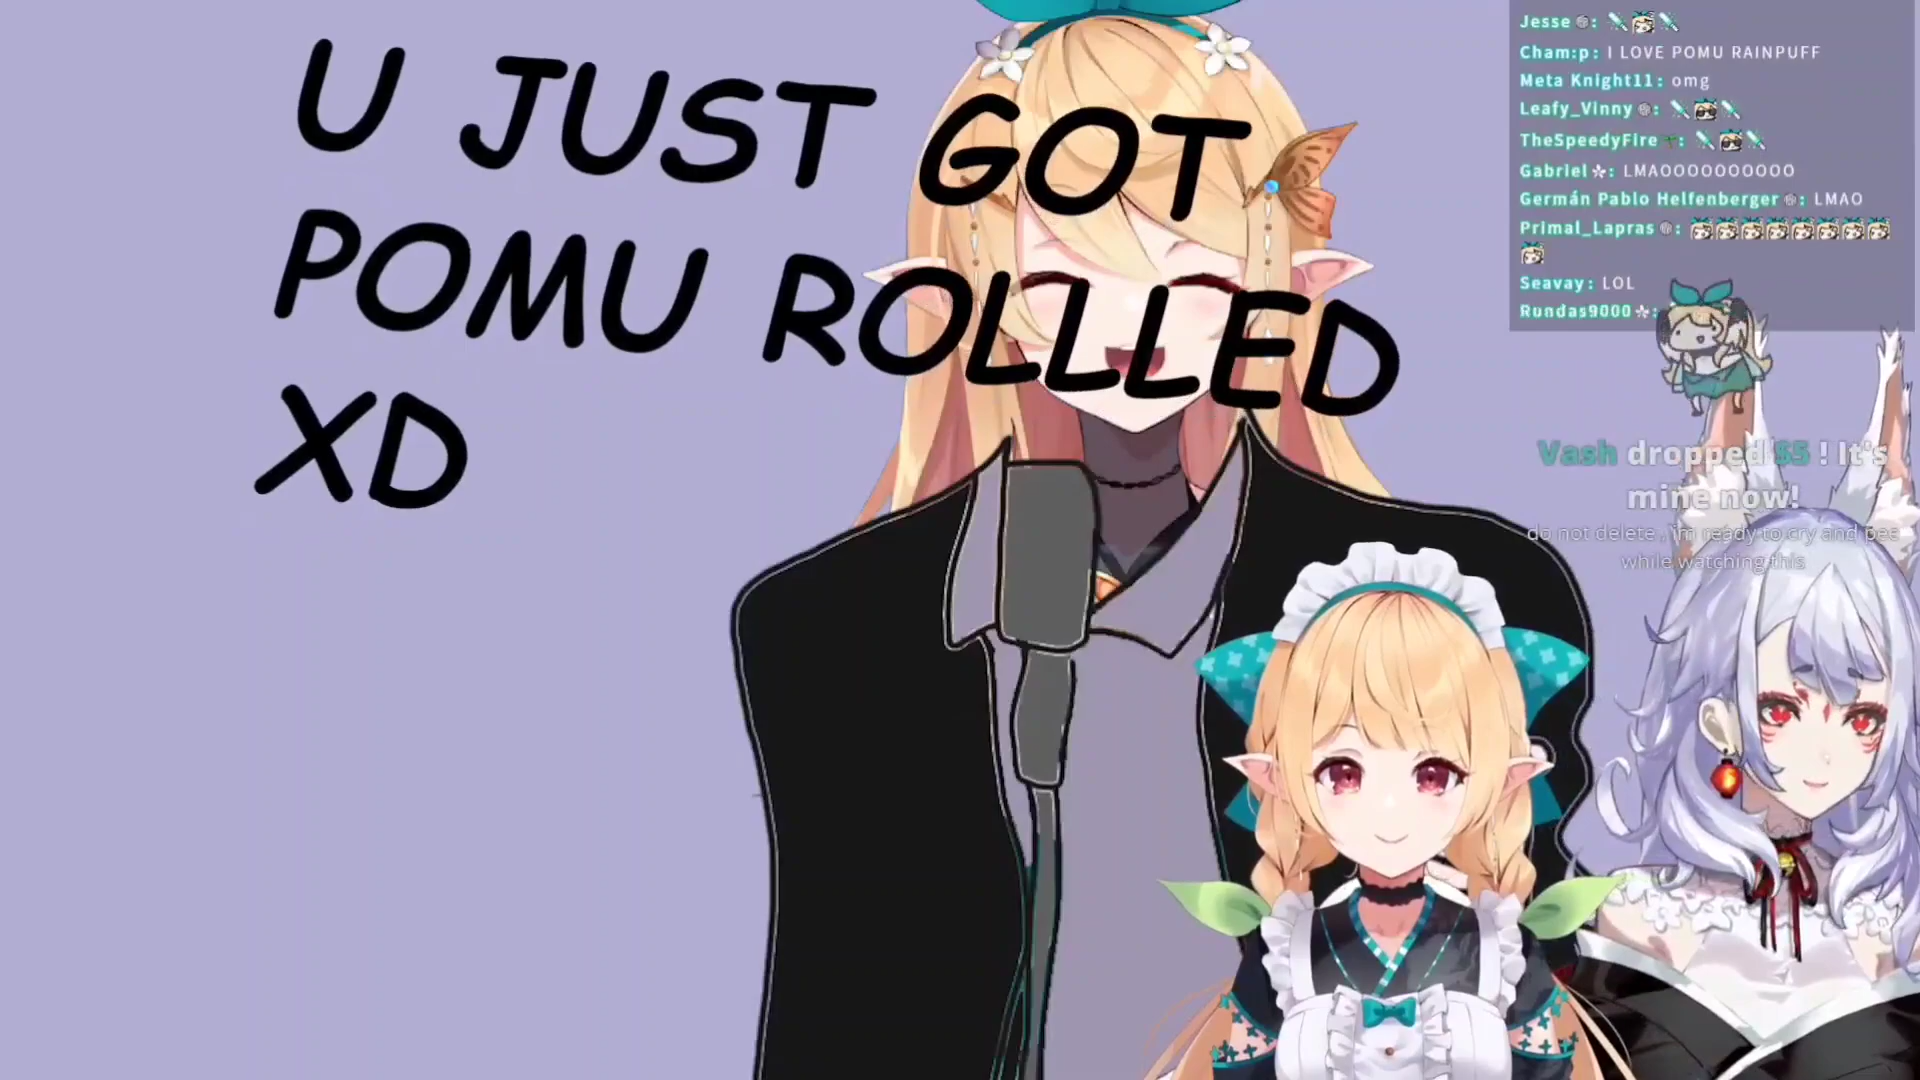 U JUST GOT
POMU ROLLLED
XD
Jesse:
Cham:p: I LOVE POMU RAINPUFF
Meta Knight11: omg
Leafy_Vinny:
TheSpeedyFire:
Gabriel: LMAOOOOOOOOOO
Germán Pablo Helfenberger: LMAO
Primal_Lapras:
Seavay: LOL
Rundas9000:
Vash dropped $5 ! It's
mine now!
do not delete , im ready to cry and pee
while watching this